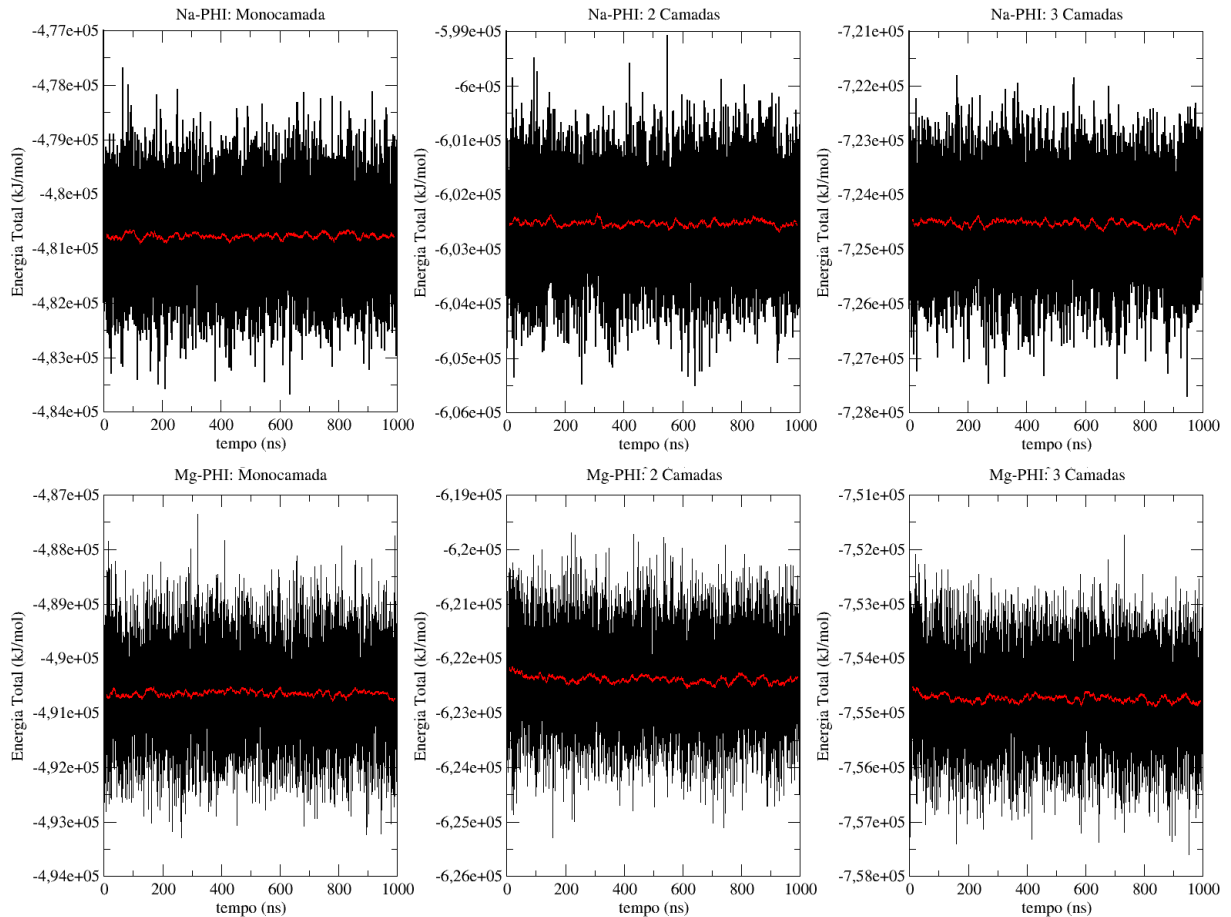 Na-PHI: Monocamada
-4,77e+05
-4,78e+05
-4,79e+05
-4,8e+05
-4,81e+05
-4,82e+05
-4,83e+05
-4,84e+05
Energia Total (kJ/mol)
0 200 400 600 800 1000
tempo (ns)
Na-PHI: 2 Camadas
-5,99e+05
-6e+05
-6,01e+05
-6,02e+05
-6,03e+05
-6,04e+05
-6,05e+05
-6,06e+05
Energia Total (kJ/mol)
0 200 400 600 800 1000
tempo (ns)
Na-PHI: 3 Camadas
-7,21e+05
-7,22e+05
-7,23e+05
-7,24e+05
-7,25e+05
-7,26e+05
-7,27e+05
-7,28e+05
Energia Total (kJ/mol)
0 200 400 600 800 1000
tempo (ns)
Mg-PHI: Monocamada
-4,87e+05
-4,88e+05
-4,89e+05
-4,9e+05
-4,91e+05
-4,92e+05
-4,93e+05
-4,94e+05
Energia Total (kJ/mol)
0 200 400 600 800 1000
tempo (ns)
Mg-PHI: 2 Camadas
-6,19e+05
-6,2e+05
-6,21e+05
-6,22e+05
-6,23e+05
-6,24e+05
-6,25e+05
-6,26e+05
Energia Total (kJ/mol)
0 200 400 600 800 1000
tempo (ns)
Mg-PHI: 3 Camadas
-7,51e+05
-7,52e+05
-7,53e+05
-7,54e+05
-7,55e+05
-7,56e+05
-7,57e+05
-7,58e+05
Energia Total (kJ/mol)
0 200 400 600 800 1000
tempo (ns)